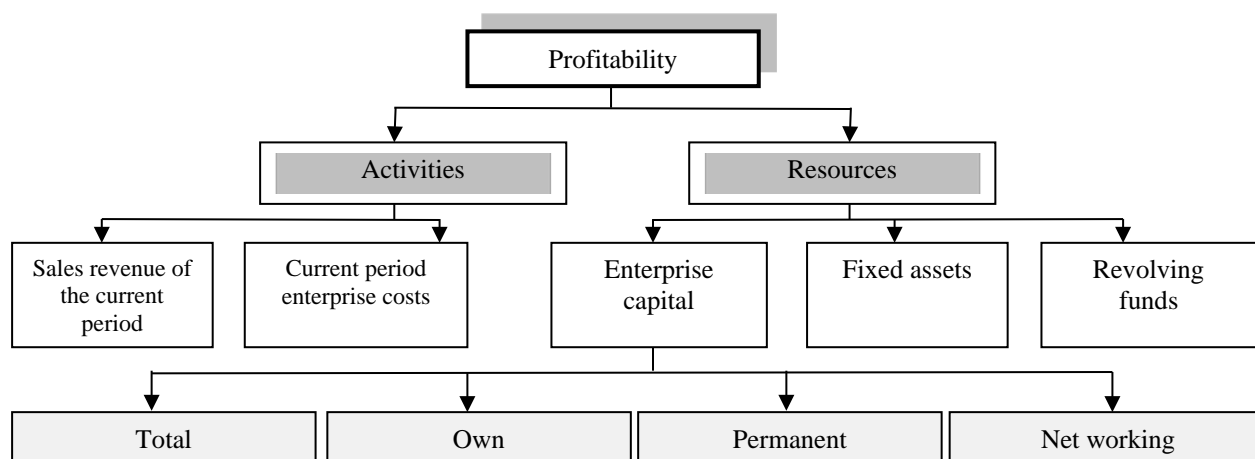 Profitability
Activities
Resources
Sales revenue of
the current
period
Current period
enterprise costs
Enterprise
capital
Fixed assets
Revolving
funds
Total
Own
Permanent
Net working